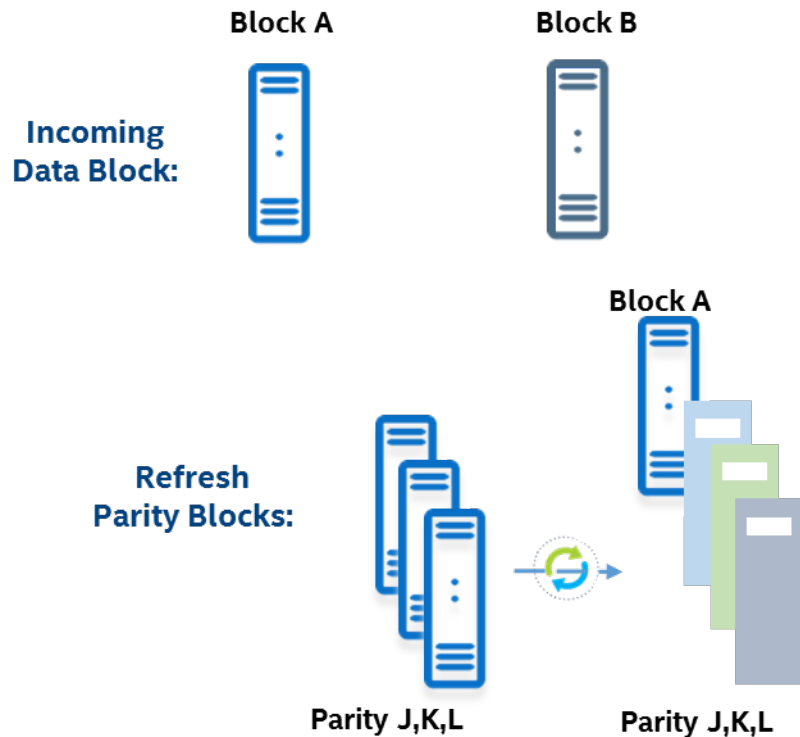 Block A
Block B
Incoming
Data Block:
Block A
Refresh
Parity Blocks:
Parity J,K,L
Parity J,K,L